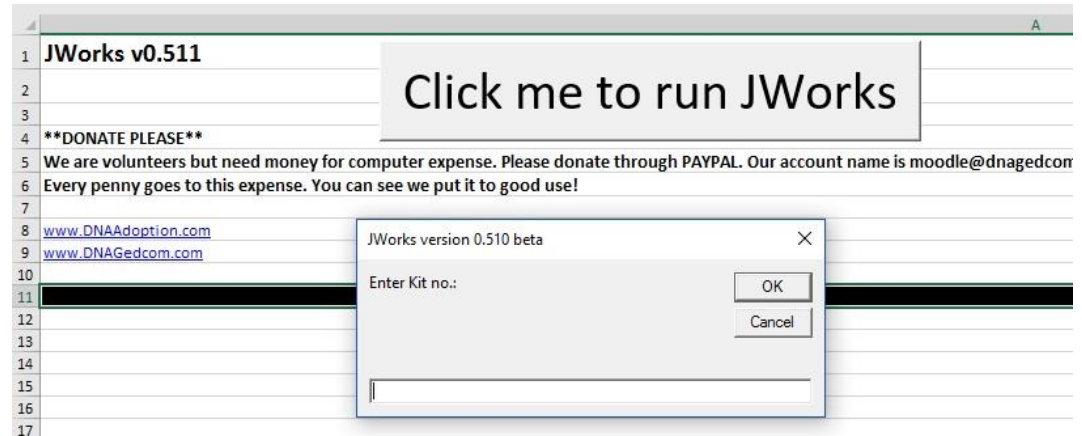 A
1 JWorks v0.511
Click me to run JWorks
2
3
4 **DONATE PLEASE**
5 We are volunteers but need money for computer expense. Please donate through PAYPAL. Our account name is moodle@dnagedcom
6 Every penny goes to this expense. You can see we put it to good use!
7
8 www.DNAAdoption.com
9 www.DNAGedcom.com
10
11
12
13
14
15
16
17
JWorks version 0.510 beta
Enter Kit no.:
OK
Cancel